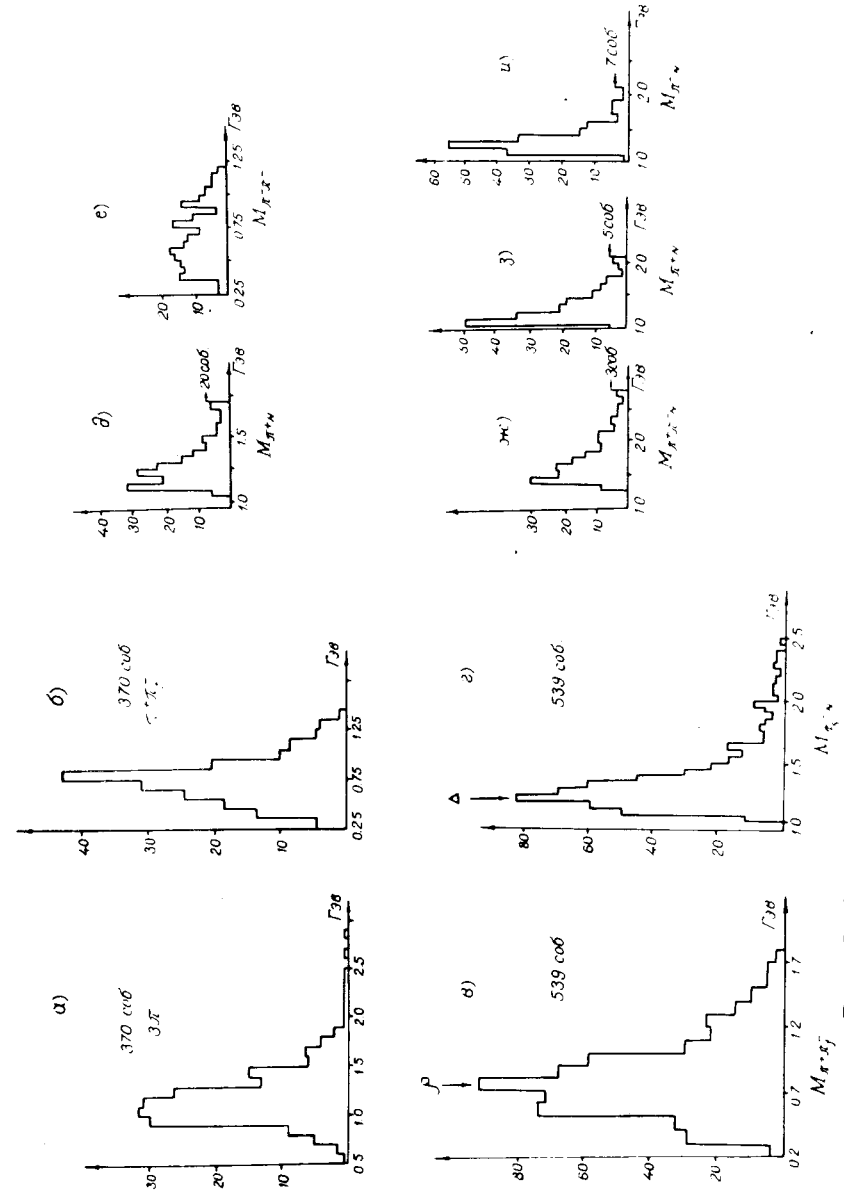 а)
370 соб
3π
30
20
10
0.5
1.0
1.5
2.0
2.5
Гэв
б)
370 соб
40
30
20
10
0.25
0.75
1.25
Гэв
в)
539 соб
ρ
80
60
40
20
0.2
0.7
1.2
1.7
Гэв
г)
539 соб
Δ
80
60
40
20
1.0
1.5
2.0
2.5
Гэв
д)
40
30
20
10
20 соб
1.0
1.5
Гэв
M π⁺N
е)
20
10
0.25
0.75
1.25
Гэв
M π⁻π⁻
ж)
30
20
10
3 соб
1.0
2.0
Гэв
M π⁺π⁻N
з)
50
40
30
20
10
5 соб
1.0
2.0
Гэв
M π⁺N
и)
60
50
40
30
20
10
7 соб
1.0
2.0
Гэв
M π⁻N